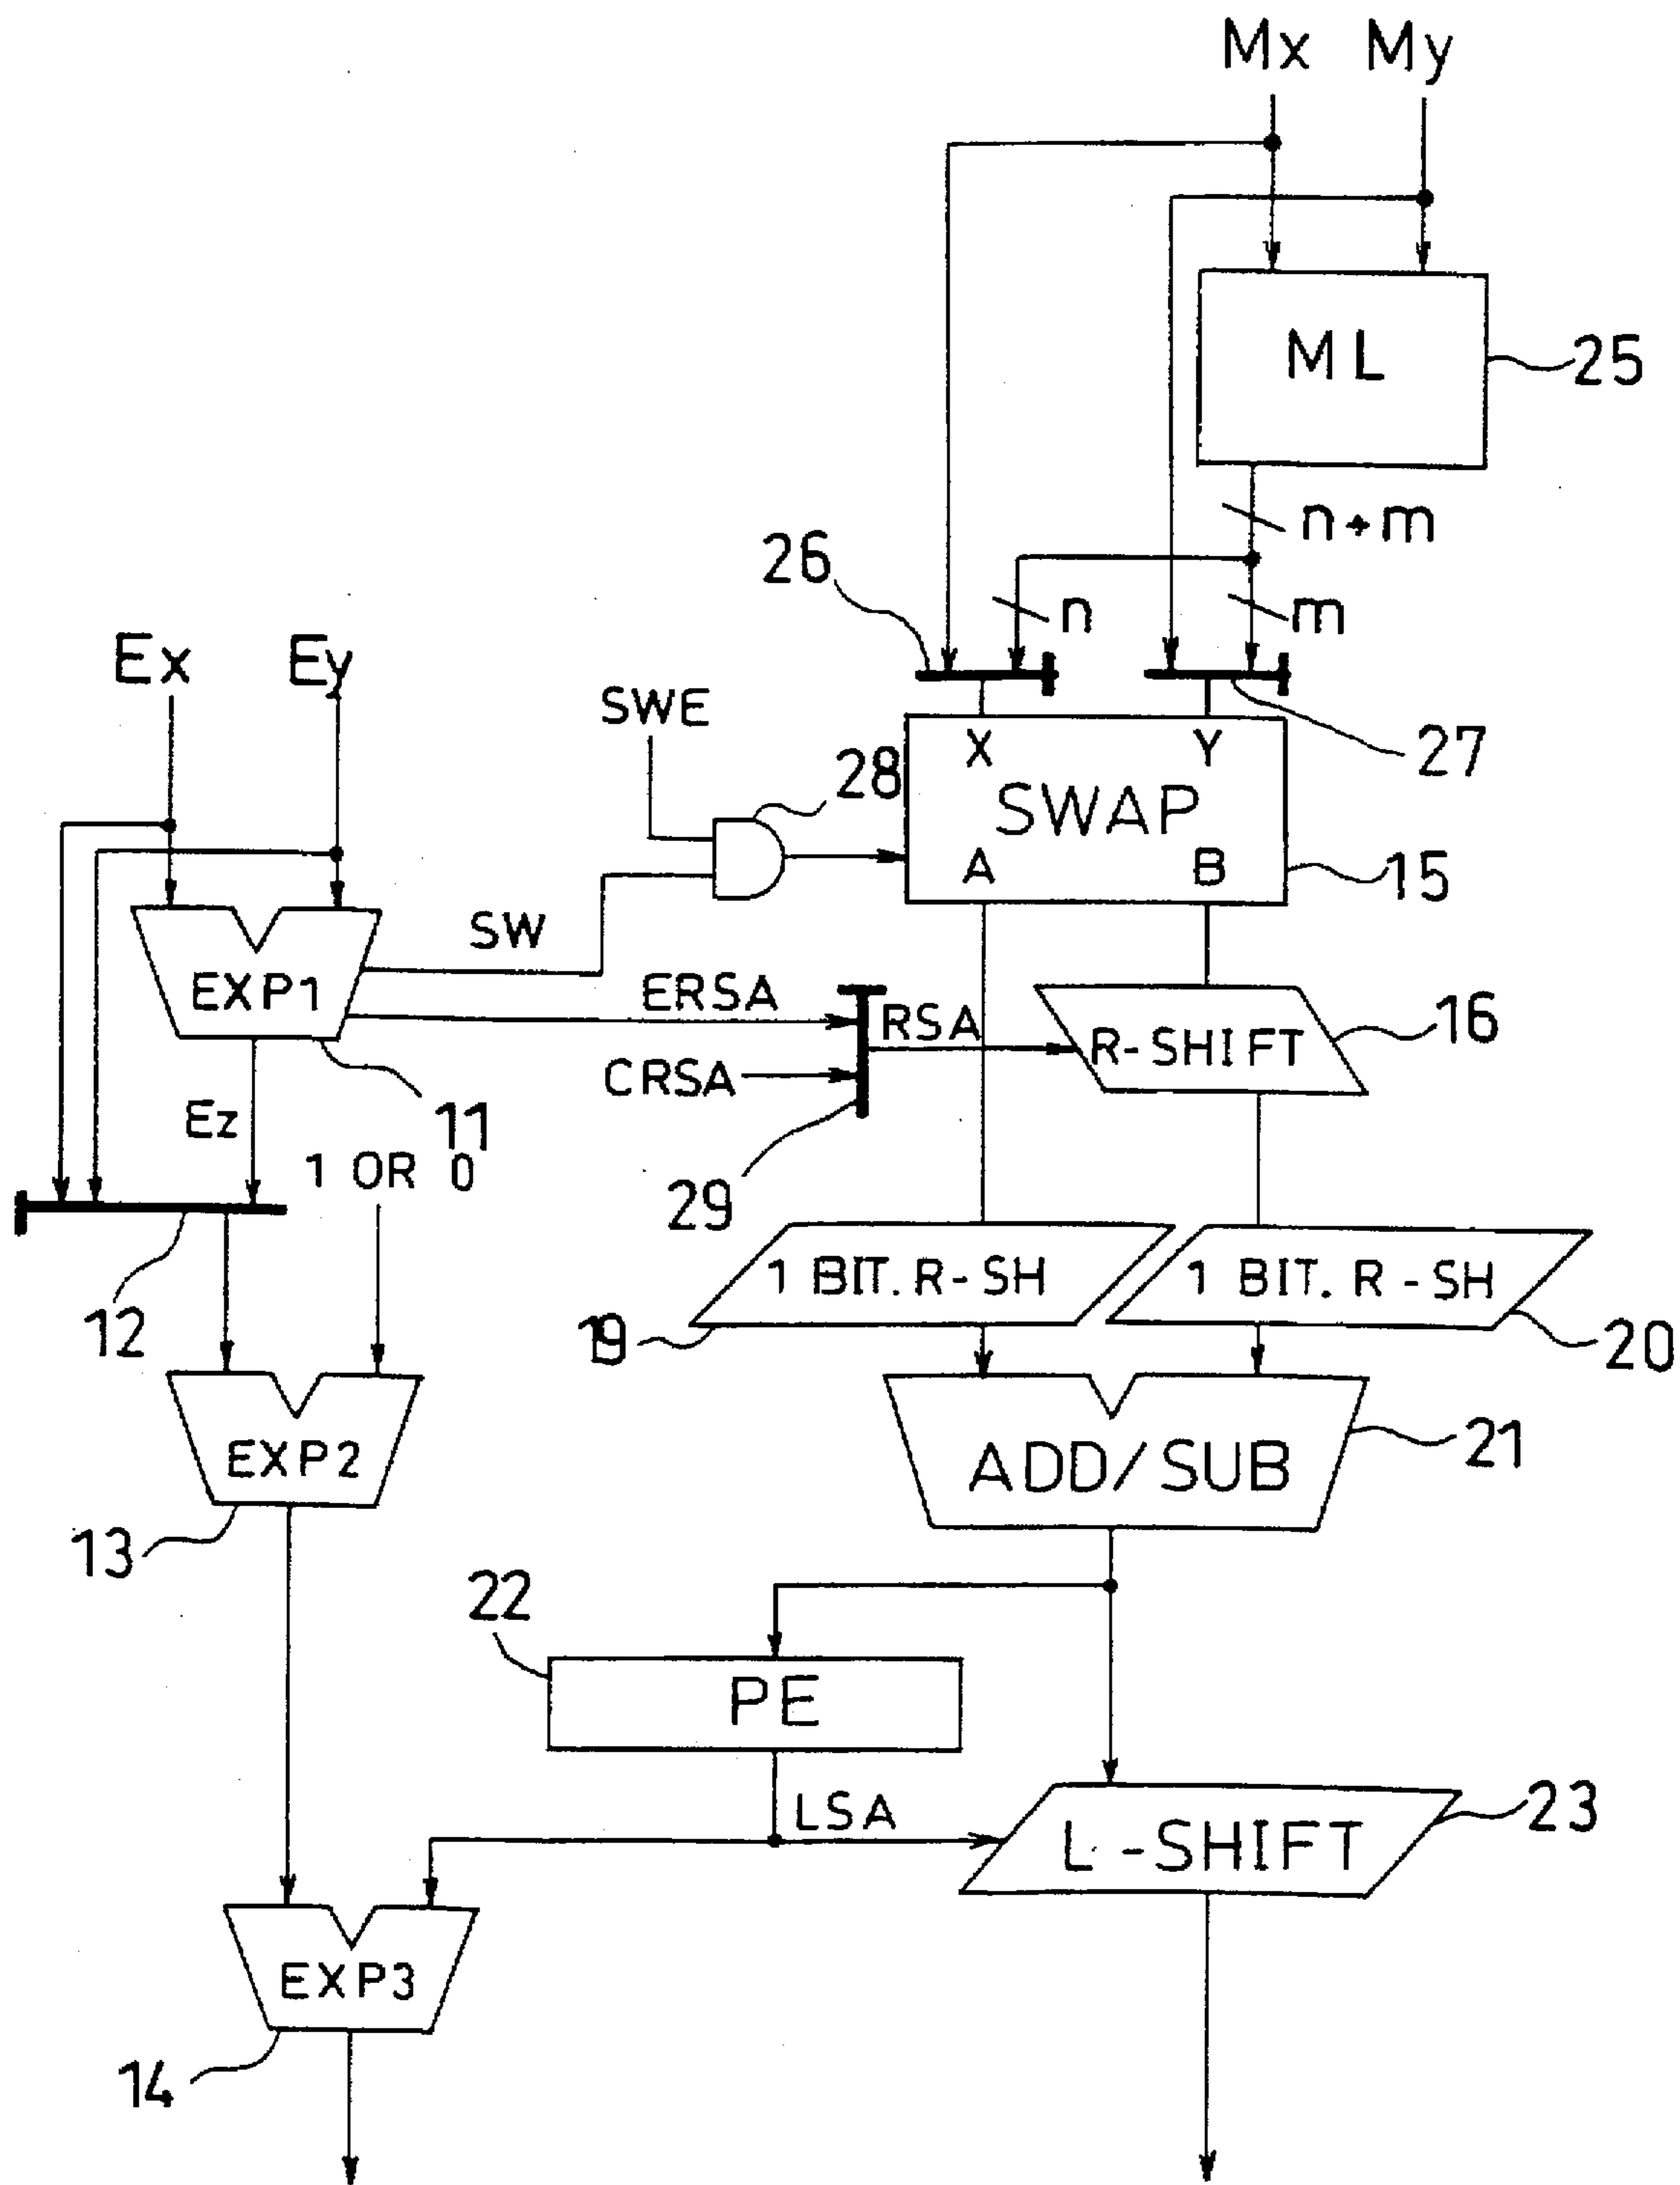 Mx My
ML
25
n+m
26
n
m
Ex
Ey
SWE
28
27
X
Y
SWAP
A
B
15
SW
EXP1
ERSA
RSA
16
R-SHIFT
CRSA
Ez
11
1 OR 0
29
12
1 BIT. R-SH
1 BIT. R-SH
19
20
EXP2
ADD/SUB
21
13
22
PE
LSA
23
L-SHIFT
EXP3
14